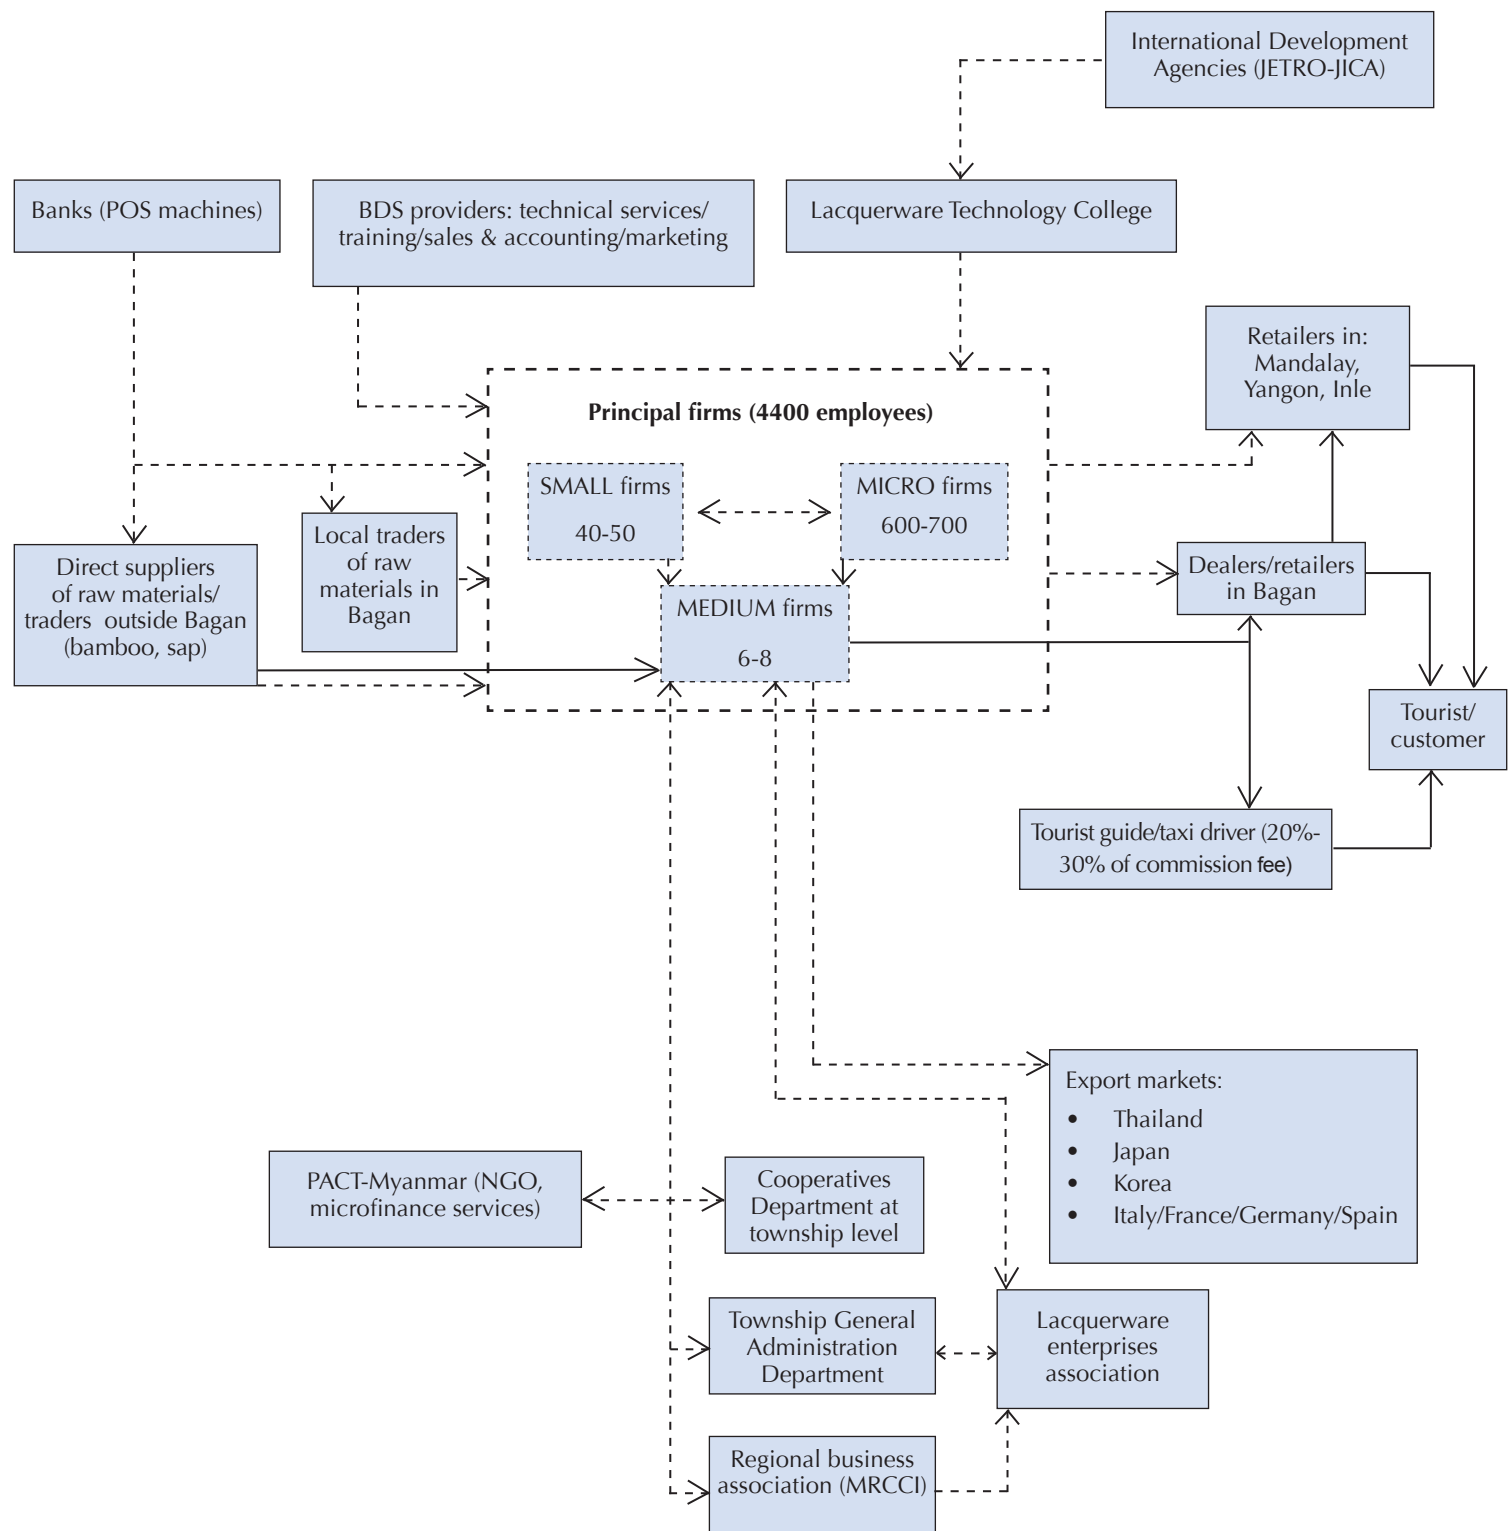 International Development
Agencies (JETRO-JICA)
Banks (POS machines)
BDS providers: technical services/
training/sales & accounting/marketing
Lacquerware Technology College
Retailers in:
Mandalay,
Yangon, Inle
Principal firms (4400 employees)
SMALL firms
40-50
MICRO firms
600-700
Local traders
of raw
materials in
Bagan
Direct suppliers
of raw materials/
traders outside Bagan
(bamboo, sap)
MEDIUM firms
6-8
Dealers/retailers
in Bagan
Tourist/
customer
Tourist guide/taxi driver (20%-
30% of commission fee)
Export markets:
• Thailand
• Japan
• Korea
• Italy/France/Germany/Spain
PACT-Myanmar (NGO,
microfinance services)
Cooperatives
Department at
township level
Township General
Administration
Department
Lacquerware
enterprises
association
Regional business
association (MRCCI)